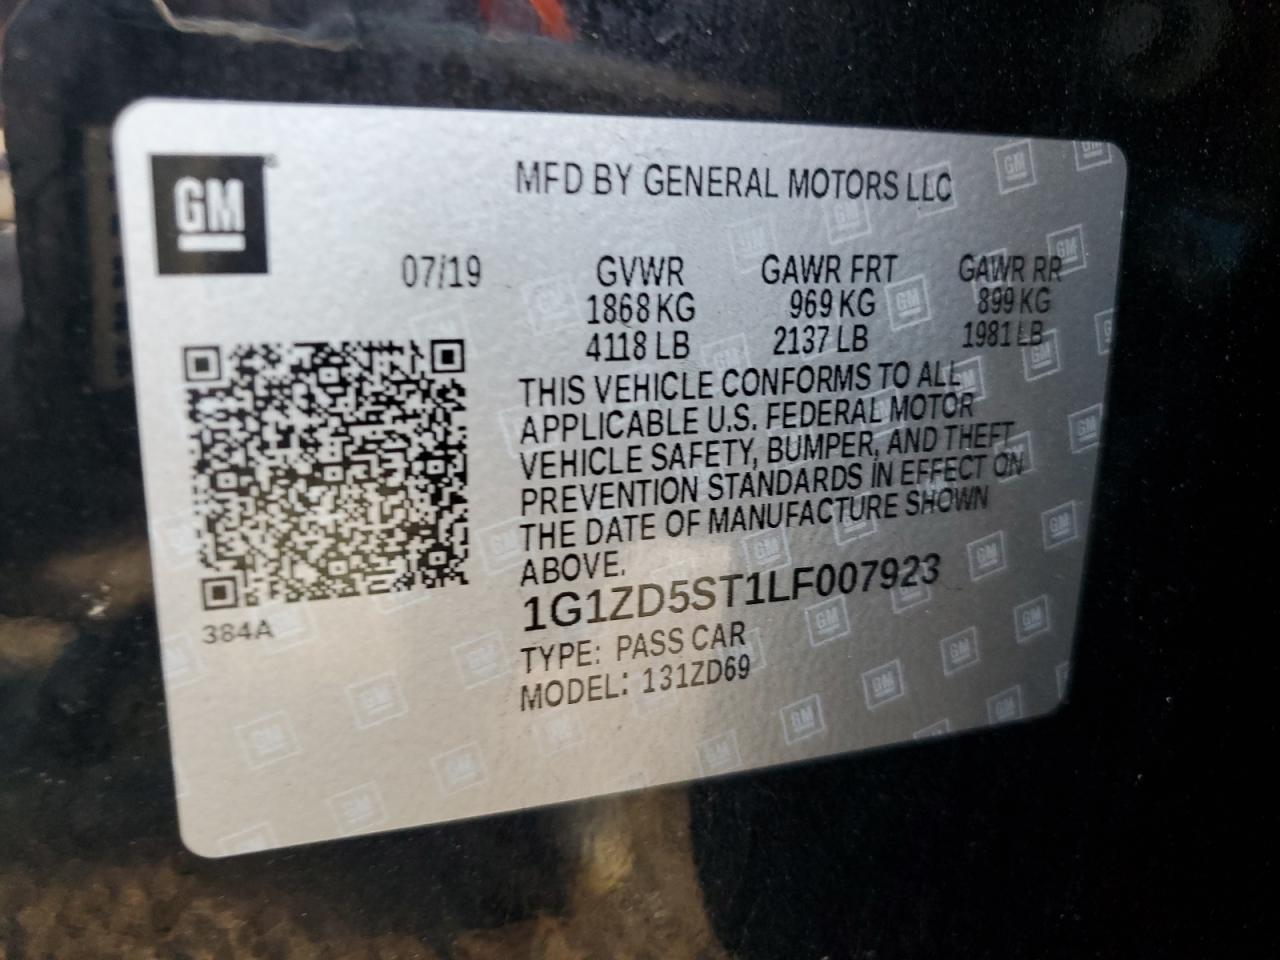 GM
MFD BY GENERAL MOTORS LLC
07/19 GVWR GAWR FRT GAWR RR
1868 KG 969 KG 899 KG
4118 LB 2137 LB 1981 LB
THIS VEHICLE CONFORMS TO ALL
APPLICABLE U.S. FEDERAL MOTOR
VEHICLE SAFETY, BUMPER, AND THEFT
PREVENTION STANDARDS IN EFFECT ON
THE DATE OF MANUFACTURE SHOWN
ABOVE.
1G1ZD5ST1LF007923
384A
TYPE: PASS CAR
MODEL: 131ZD69